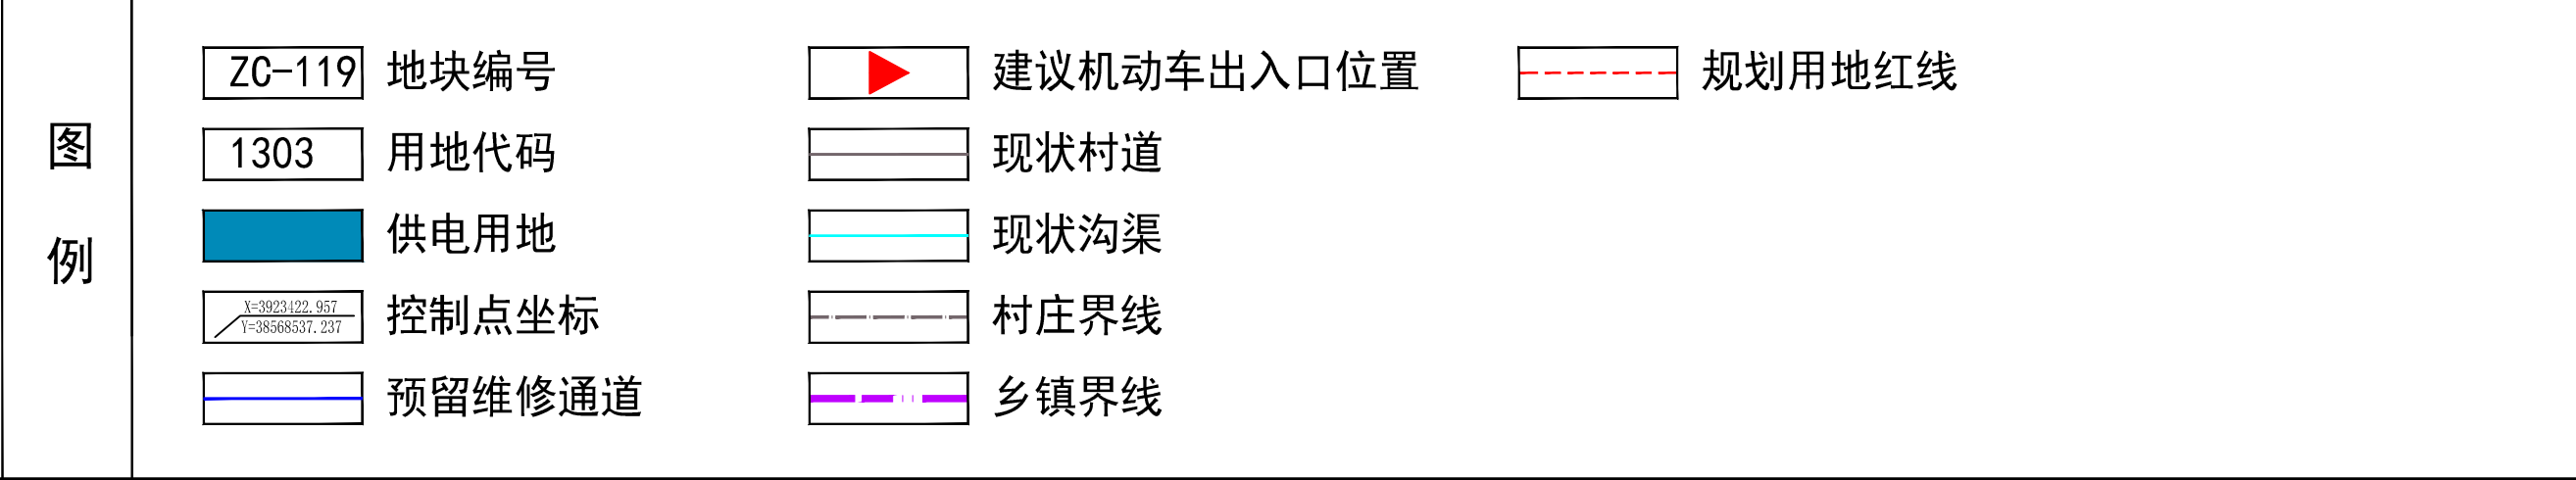 图例
ZC-119 地块编号
建议机动车出入口位置
规划用地红线
1303 用地代码
现状村道
供电用地
现状沟渠
X=3923422.957
Y=38568537.237
控制点坐标
村庄界线
预留维修通道
乡镇界线